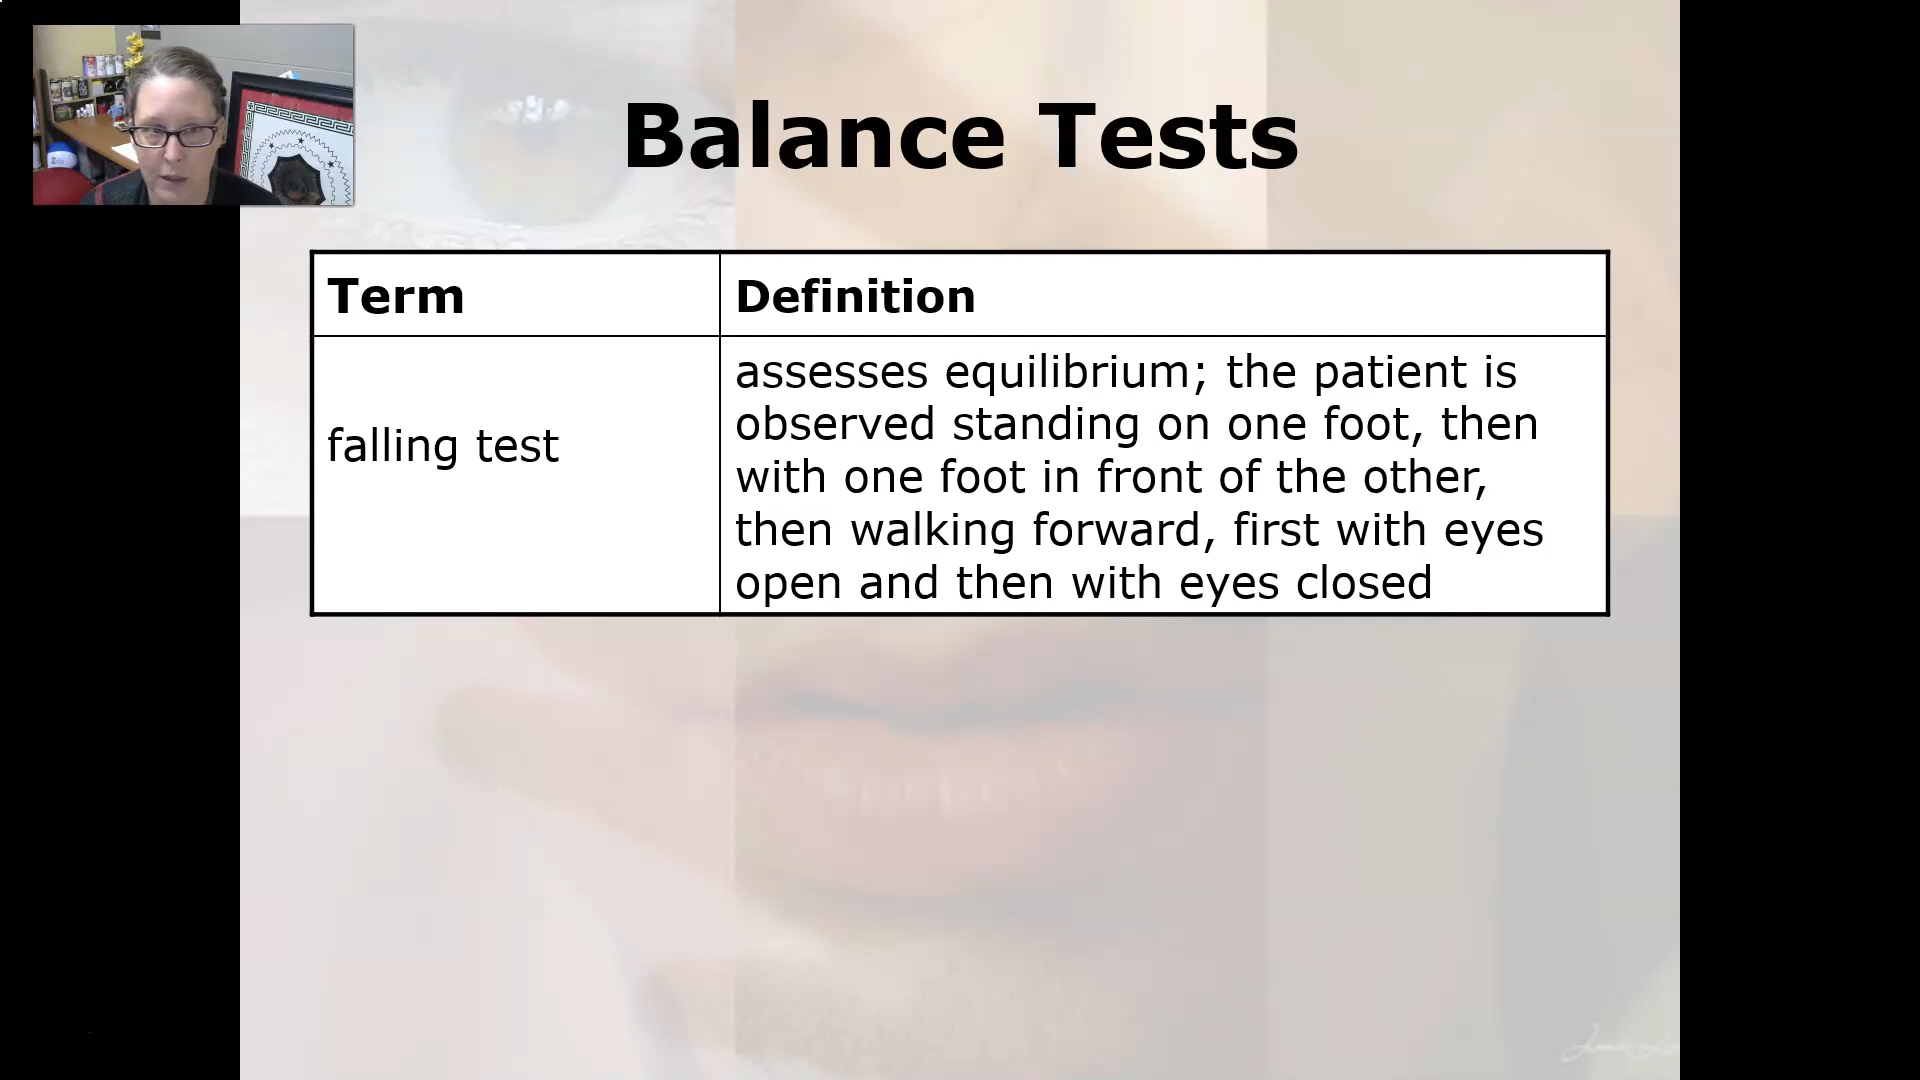 Balance Tests
Term
Definition
falling test
assesses equilibrium; the patient is
observed standing on one foot, then
with one foot in front of the other,
then walking forward, first with eyes
open and then with eyes closed